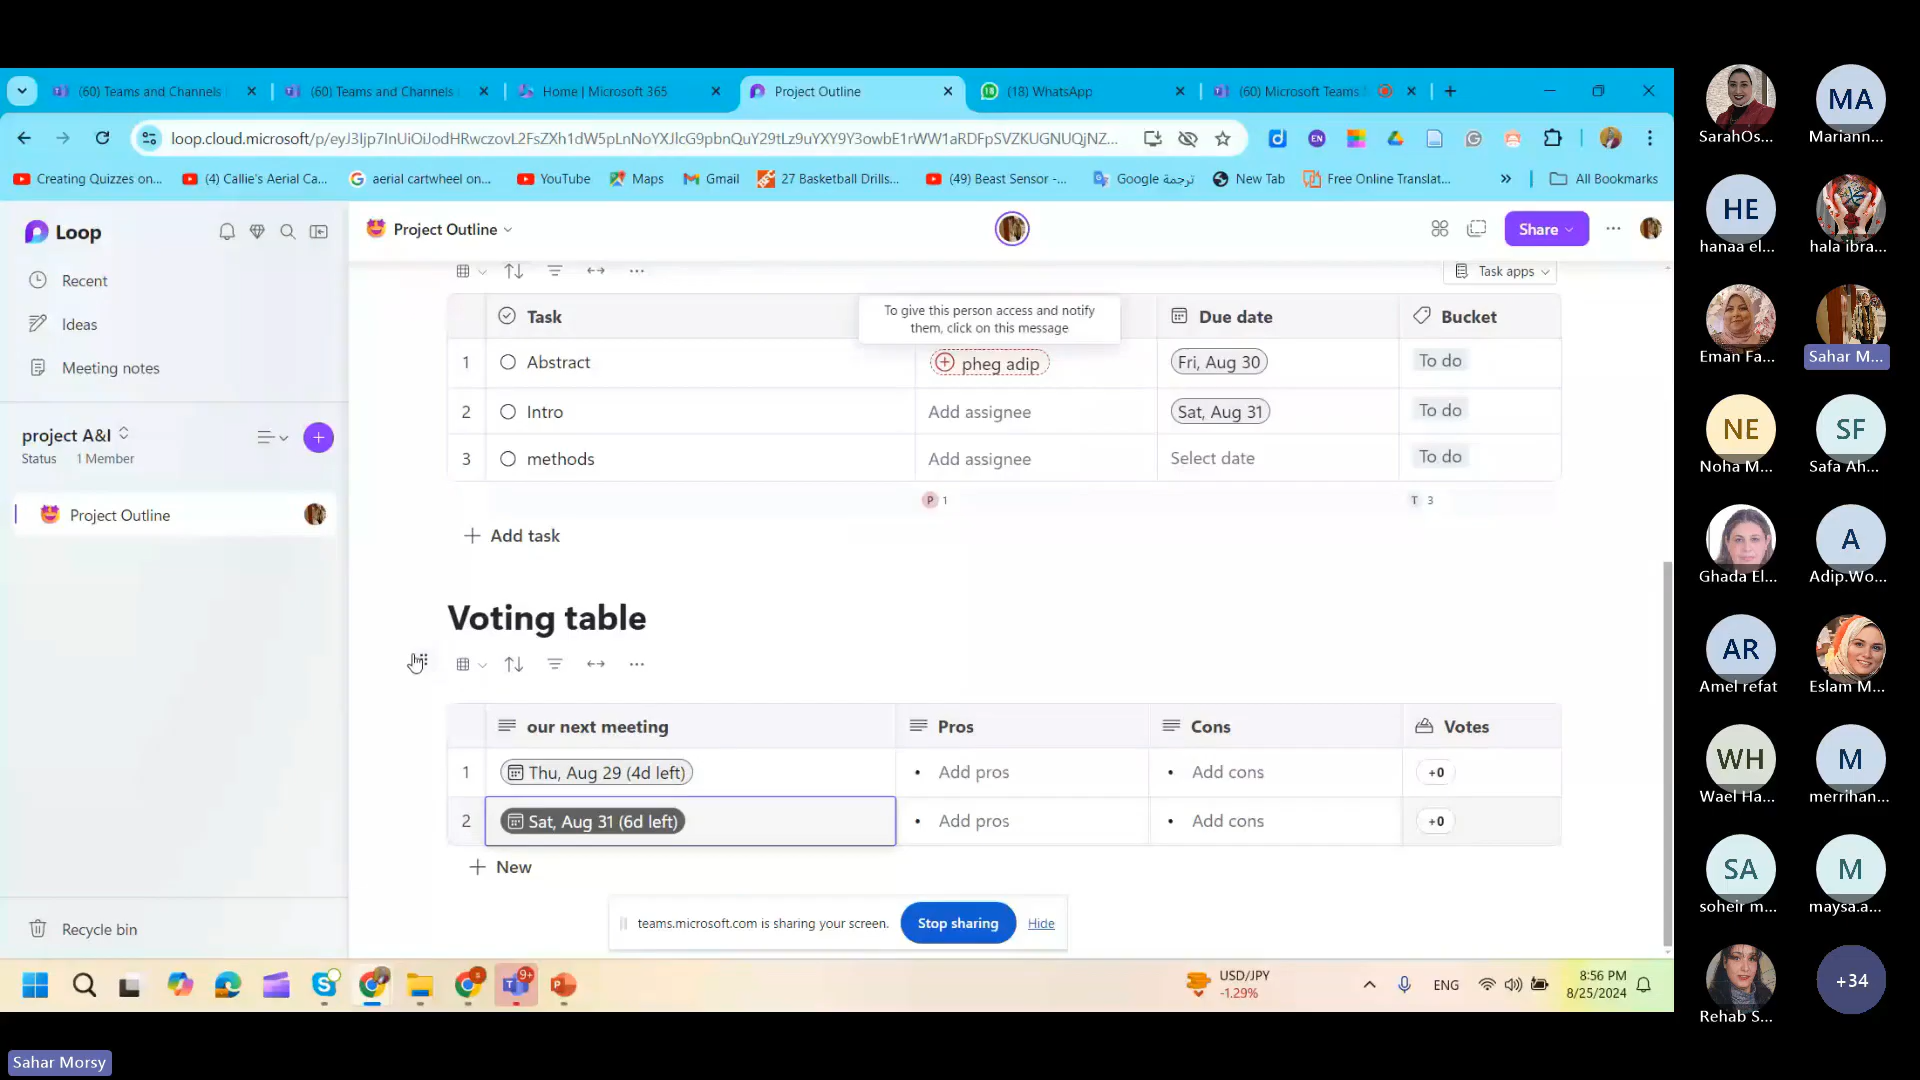 (60) Teams and Channels
(60) Teams and Channels
Home | Microsoft 365
Project Outline
(18) WhatsApp
(60) Microsoft Teams
loop.cloud.microsoft/p/eyJ3Ijp7InUiOiJodHRwczovL2FsZXh1dW5pLnNoYXJlcG9pbnQuY29tLz9uYXY9Y3owbE1rWW1aRDFpSVZKUGNUQjNZ...
EN
Creating Quizzes on...
(4) Callie's Aerial Ca...
aerial cartwheel on...
YouTube
Maps
Gmail
27 Basketball Drills...
(49) Beast Sensor -...
Google ترجمة
New Tab
Free Online Translat...
All Bookmarks
Loop
Recent
Ideas
Meeting notes
project A&I
Status 1 Member
Project Outline
Recycle bin
Project Outline
Share
Task apps
Task
Due date
Bucket
To give this person access and notify
them, click on this message
1 Abstract pheg adip Fri, Aug 30 To do
2 Intro Add assignee Sat, Aug 31 To do
3 methods Add assignee Select date To do
P 1 T 3
Add task
Voting table
our next meeting Pros Cons Votes
1 Thu, Aug 29 (4d left) Add pros Add cons +0
2 Sat, Aug 31 (6d left) Add pros Add cons +0
New
teams.microsoft.com is sharing your screen. Stop sharing Hide
9+
USD/JPY
-1.29%
ENG
8:56 PM
8/25/2024
Sahar Morsy
SarahOs...
MA
Mariann...
HE
hanaa el...
hala ibra...
Eman Fa...
Sahar M...
NE
Noha M...
SF
Safa Ah...
Ghada El...
A
Adip.Wo...
AR
Amel refat
Eslam M...
WH
Wael Ha...
M
merrihan...
SA
soheir m...
M
maysa.a...
Rehab S...
+34